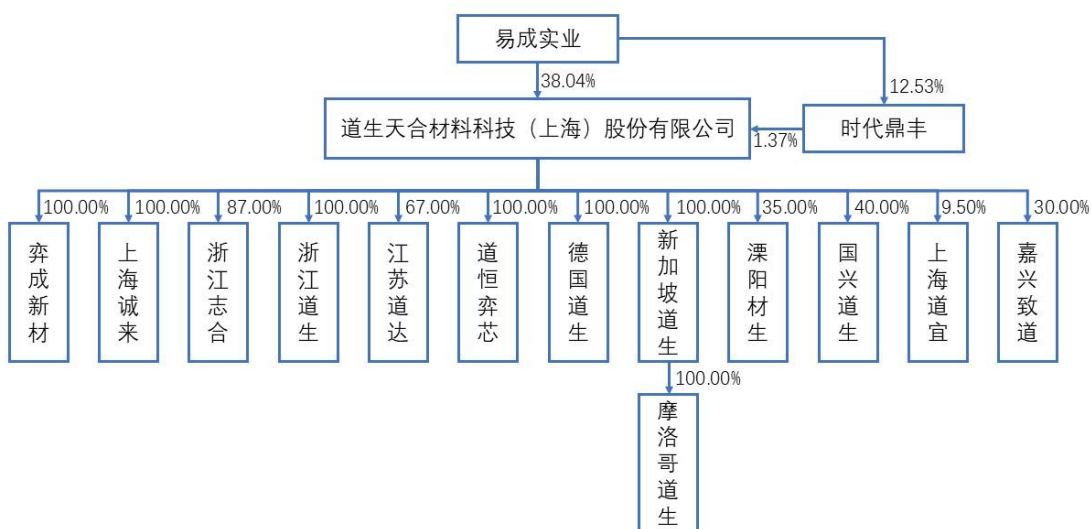 易成实业
38.04%
12.53%
道生天合材料科技（上海）股份有限公司
1.37%
时代鼎丰
100.00%
100.00%
87.00%
100.00%
67.00%
100.00%
100.00%
100.00%
35.00%
40.00%
9.50%
30.00%
弈成新材
上海诚来
浙江志合
浙江道生
江苏道达
道恒弈芯
德国道生
新加坡道生
溧阳材生
国兴道生
上海道宜
嘉兴致道
100.00%
摩洛哥道生